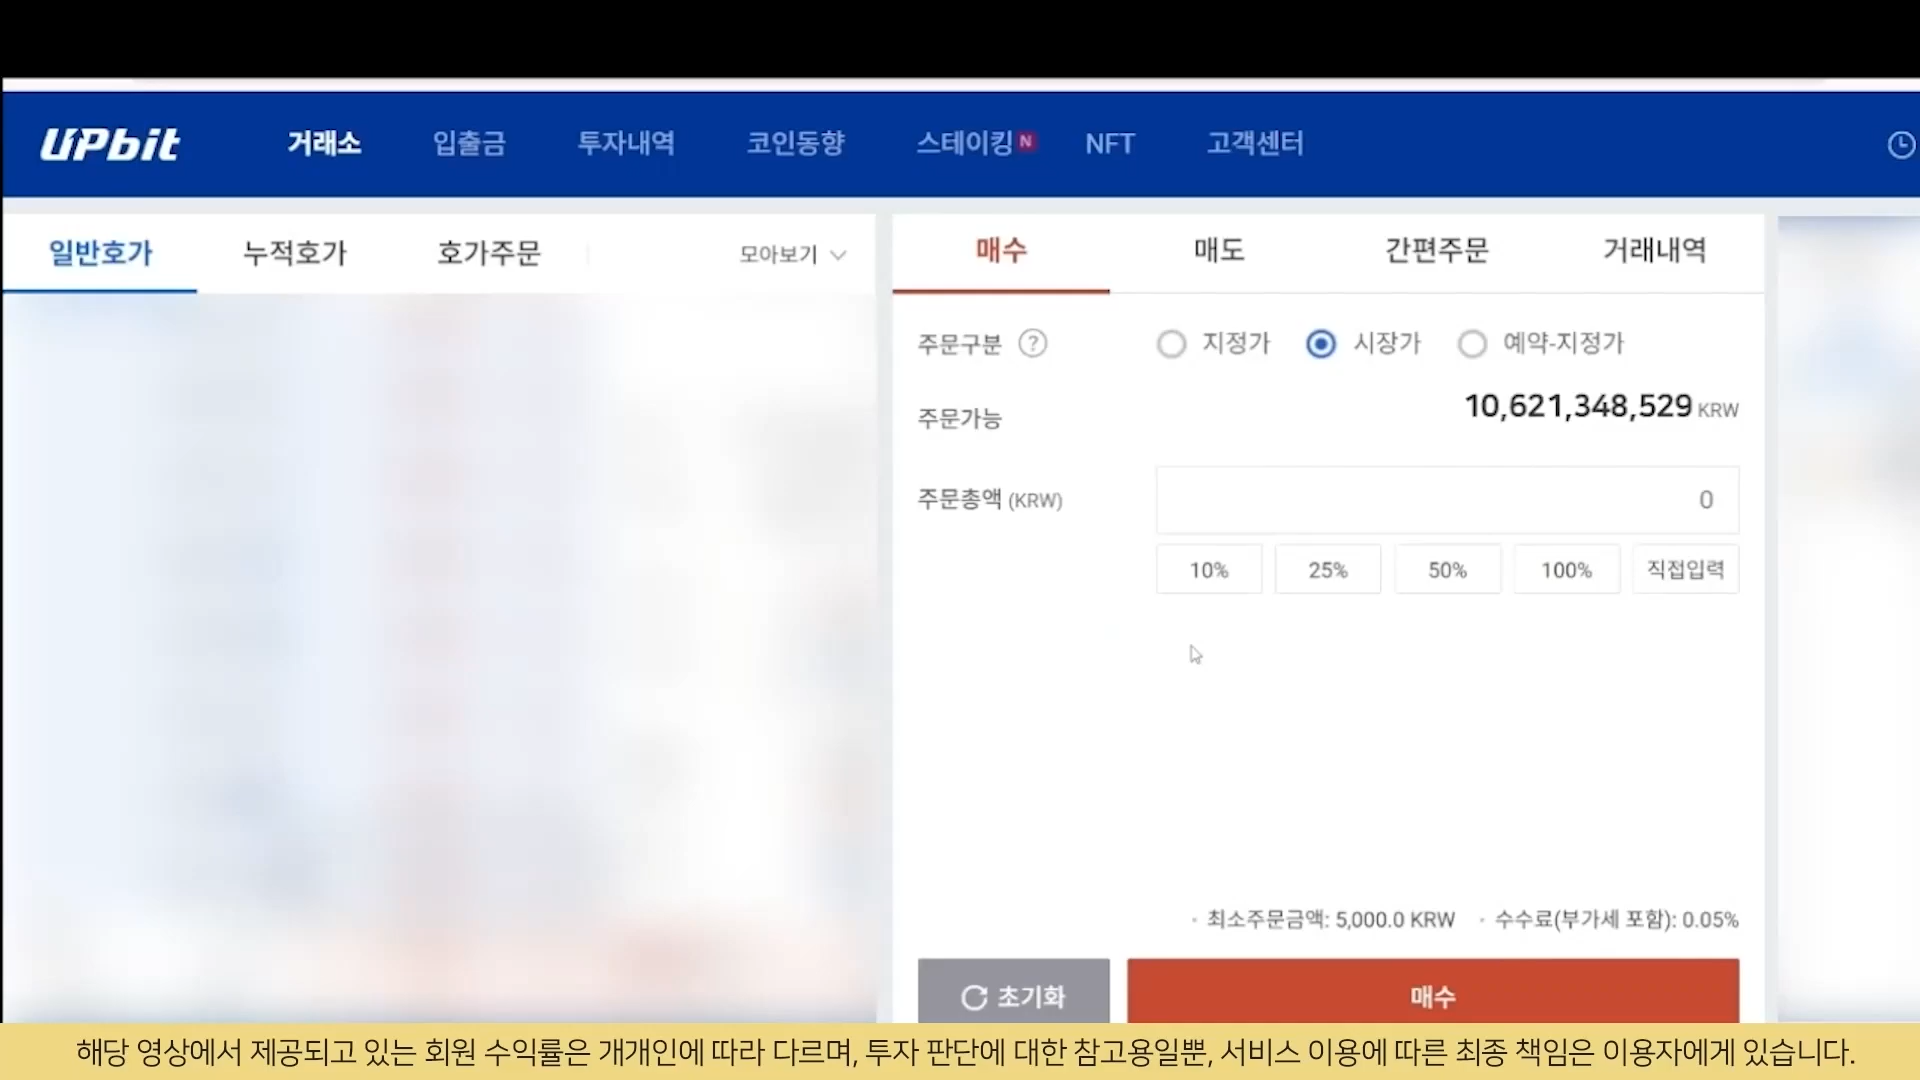 UPbit 거래소 입출금 투자내역 코인동향 스테이킹 N NFT 고객센터
일반호가 누적호가 호가주문 모아보기
매수 매도 간편주문 거래내역
주문구분 ? 지정가 시장가 예약-지정가
주문가능 10,621,348,529 KRW
주문총액 (KRW) 0
10% 25% 50% 100% 직접입력
· 최소주문금액: 5,000.0 KRW · 수수료(부가세 포함): 0.05%
초기화 매수
해당 영상에서 제공되고 있는 회원 수익률은 개개인에 따라 다르며, 투자 판단에 대한 참고용일뿐, 서비스 이용에 따른 최종 책임은 이용자에게 있습니다.